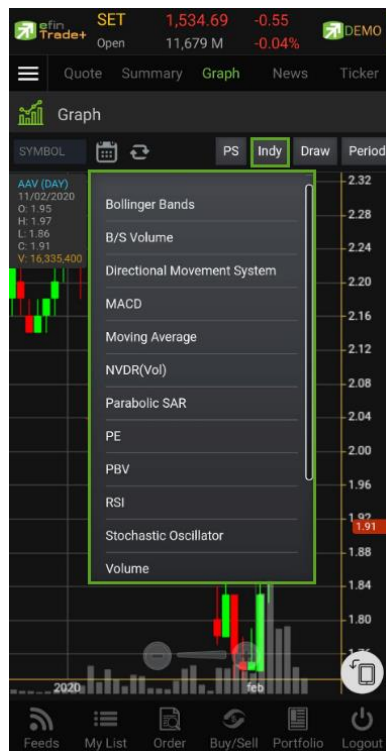 efin Trade+ SET 1,534.69 -0.55 DEMO
Open 11,679 M -0.04%
Quote Summary Graph News Ticker
Graph
SYMBOL PS Indy Draw Period
AAV (DAY)
11/02/2020
O: 1.95
H: 1.97
L: 1.86
C: 1.91
V: 16,335,400
Bollinger Bands
B/S Volume
Directional Movement System
MACD
Moving Average
NVDR(Vol)
Parabolic SAR
PE
PBV
RSI
Stochastic Oscillator
Volume
2.32
2.28
2.24
2.20
2.16
2.12
2.08
2.04
2.00
1.96
1.92
1.91
1.88
1.84
1.80
1.76
2020 feb
Feeds My List Order Buy/Sell Portfolio Logout